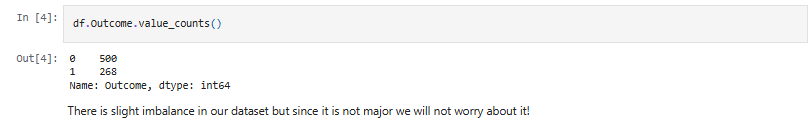 In [4]: df.Outcome.value_counts()
Out[4]: 0    500
1    268
Name: Outcome, dtype: int64
There is slight imbalance in our dataset but since it is not major we will not worry about it!